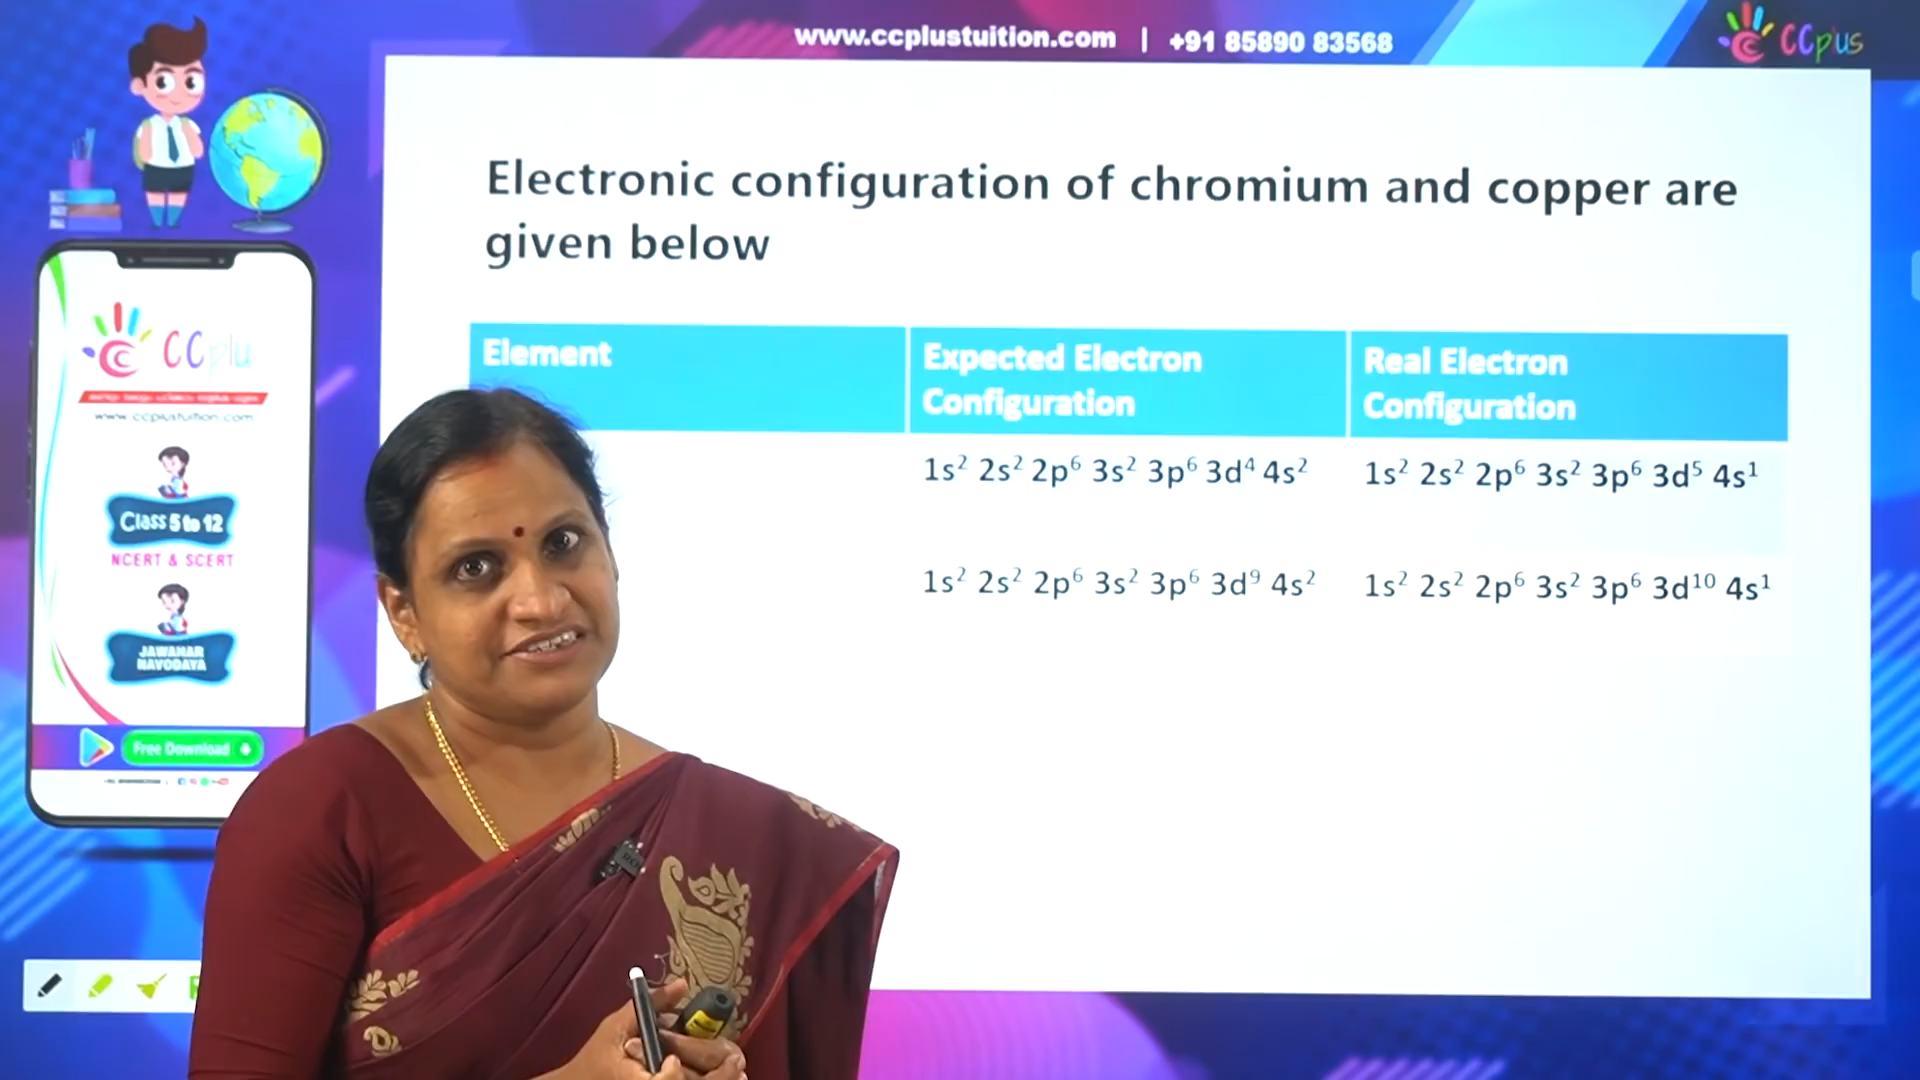 www.ccplustuition.com | +91 85890 83568
CCplus
Electronic configuration of chromium and copper are
given below
Element
Expected Electron
Configuration
Real Electron
Configuration
1s² 2s² 2p⁶ 3s² 3p⁶ 3d⁴ 4s²
1s² 2s² 2p⁶ 3s² 3p⁶ 3d⁵ 4s¹
1s² 2s² 2p⁶ 3s² 3p⁶ 3d⁹ 4s²
1s² 2s² 2p⁶ 3s² 3p⁶ 3d¹⁰ 4s¹
CCplu
www.ccplustuition.com
Class 5 to 12
NCERT & SCERT
JAWAHAR
NAVODAYA
Free Download